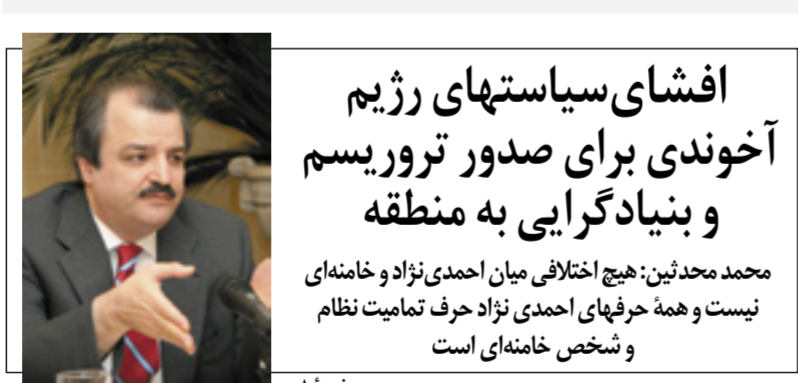 افشای سیاستهای رژیم
آخوندی برای صدور تروریسم
و بنیادگرایی به منطقه
محمد محدثین: هیچ اختلافی میان احمدی‌نژاد و خامنه‌ای
نیست و همهٔ حرفهای احمدی نژاد حرف تمامیت نظام
و شخص خامنه‌ای است